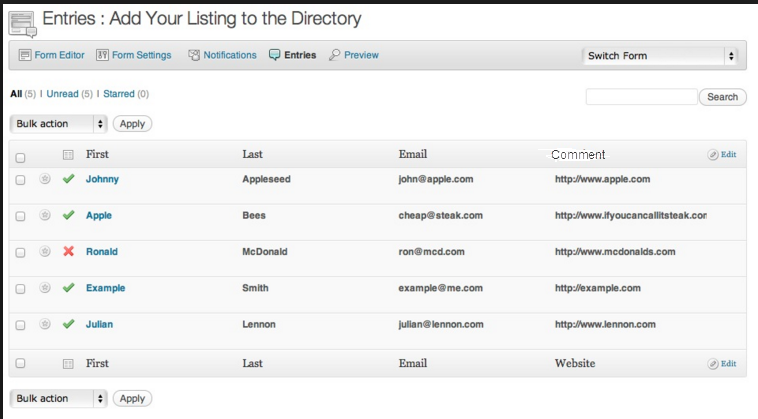 Entries : Add Your Listing to the Directory
Form Editor Form Settings Notifications Entries Preview Switch Form
All (5) | Unread (5) | Starred (0)
Search
Bulk action Apply
First Last Email Comment Edit
Johnny Appleseed john@apple.com http://www.apple.com
Apple Bees cheap@steak.com http://www.ifyoucancallitsteak.com
Ronald McDonald ron@mcd.com http://www.mcdonalds.com
Example Smith example@me.com http://example.com
Julian Lennon julian@lennon.com http://www.lennon.com
First Last Email Website Edit
Bulk action Apply